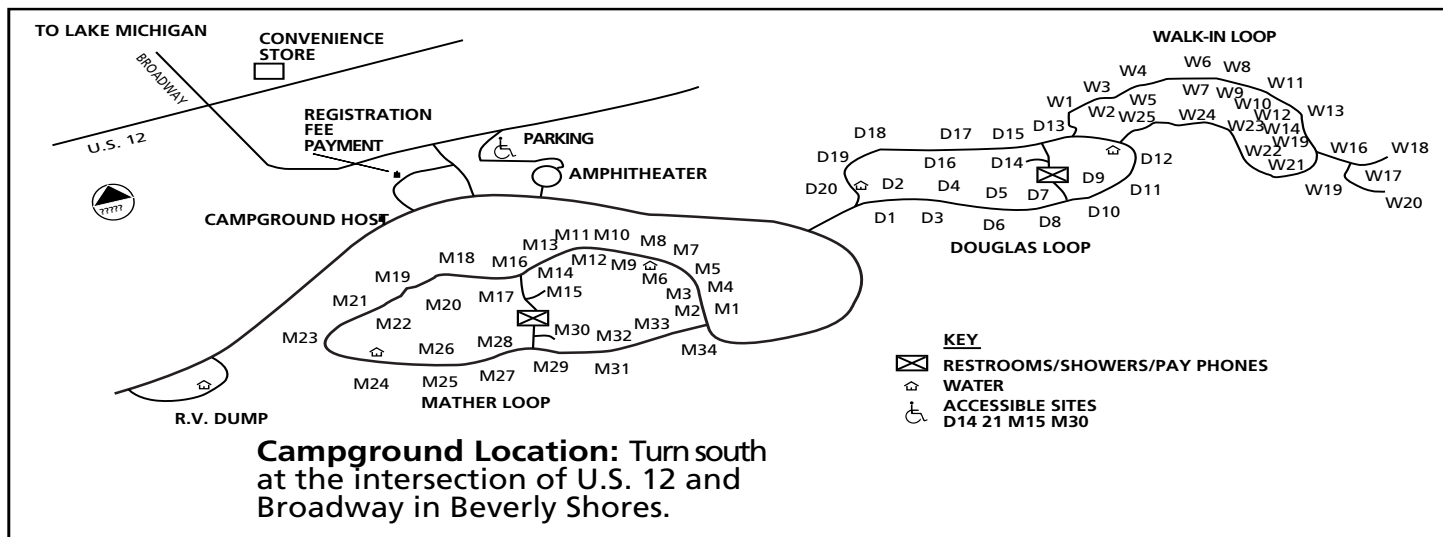 TO LAKE MICHIGAN
BROADWAY
CONVENIENCE
STORE
U.S. 12
REGISTRATION
FEE
PAYMENT
PARKING
AMPHITHEATER
?????
CAMPGROUND HOST
WALK-IN LOOP
W1
W3
W4
W6
W8
W11
W2
W5
W7
W9
W10
W12
W13
W14
W25
W24
W23
W19
W22
W21
W16
W18
W17
W19
W20
D18
D17
D15
D13
D19
D16
D14
D12
D20
D2
D4
D5
D7
D9
D11
D1
D3
D6
D8
D10
DOUGLAS LOOP
M11
M10
M13
M8
M7
M18
M16
M12
M9
M5
M19
M14
M6
M4
M21
M20
M17
M15
M3
M2
M1
M22
M33
M23
M30
M32
M28
M26
M34
M24
M25
M27
M29
M31
MATHER LOOP
R.V. DUMP
KEY
RESTROOMS/SHOWERS/PAY PHONES
WATER
ACCESSIBLE SITES
D14 21 M15 M30
Campground Location: Turn south
at the intersection of U.S. 12 and
Broadway in Beverly Shores.